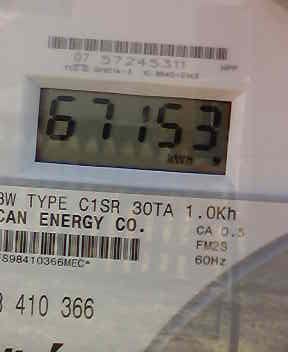 07 57245311
67153
kWH
3W TYPE C1SR 30TA 1.0Kh
CAN ENERGY CO.
CA 0.5
FM2S
60Hz
S98410366MEC*
410 366